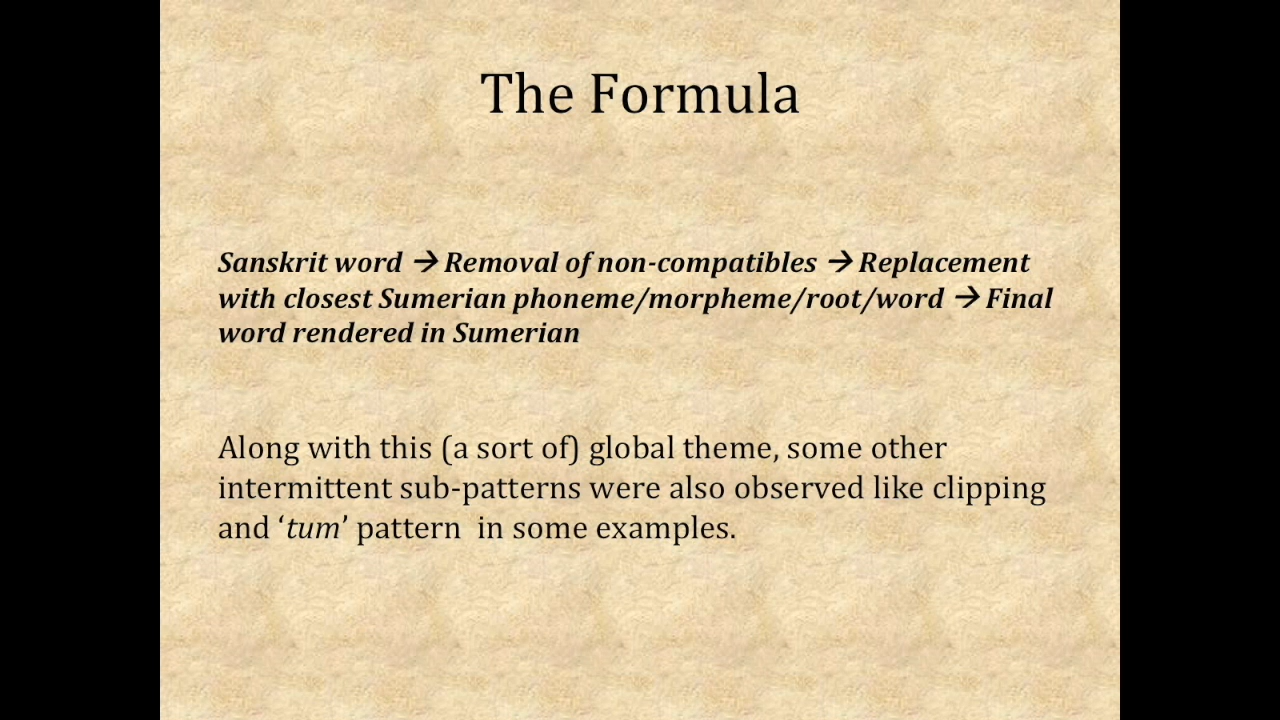 The Formula
Sanskrit word → Removal of non-compatibles → Replacement
with closest Sumerian phoneme/morpheme/root/word → Final
word rendered in Sumerian
Along with this (a sort of) global theme, some other
intermittent sub-patterns were also observed like clipping
and ‘tum’ pattern  in some examples.